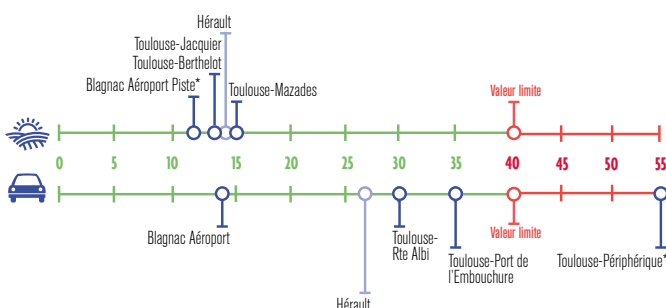 Hérault
Toulouse-Jacquier
Toulouse-Berthelot
Blagnac Aéroport Piste*
Toulouse-Mazades
Valeur limite
0 5 10 15 20 25 30 35 40 45 50 55
Blagnac Aéroport
Toulouse-
Rte Albi
Valeur limite
Toulouse-Port de
l'Embouchure
Toulouse-Périphérique*
Hérault